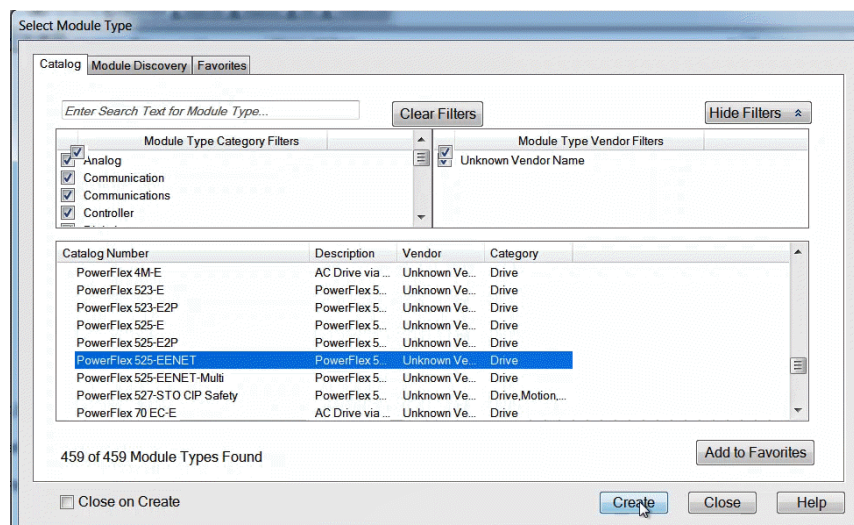 Select Module Type
Catalog Module Discovery Favorites
Enter Search Text for Module Type... Clear Filters Hide Filters
Module Type Category Filters Module Type Vendor Filters
Analog Unknown Vendor Name
Communication
Communications
Controller
Catalog Number Description Vendor Category
PowerFlex 4M-E AC Drive via ... Unknown Ve... Drive
PowerFlex 523-E PowerFlex 5... Unknown Ve... Drive
PowerFlex 523-E2P PowerFlex 5... Unknown Ve... Drive
PowerFlex 525-E PowerFlex 5... Unknown Ve... Drive
PowerFlex 525-E2P PowerFlex 5... Unknown Ve... Drive
PowerFlex 525-EENET PowerFlex 5... Unknown Ve... Drive
PowerFlex 525-EENET-Multi PowerFlex 5... Unknown Ve... Drive
PowerFlex 527-STO CIP Safety PowerFlex 5... Unknown Ve... Drive,Motion,...
PowerFlex 70 EC-E AC Drive via ... Unknown Ve... Drive
459 of 459 Module Types Found Add to Favorites
Close on Create Create Close Help